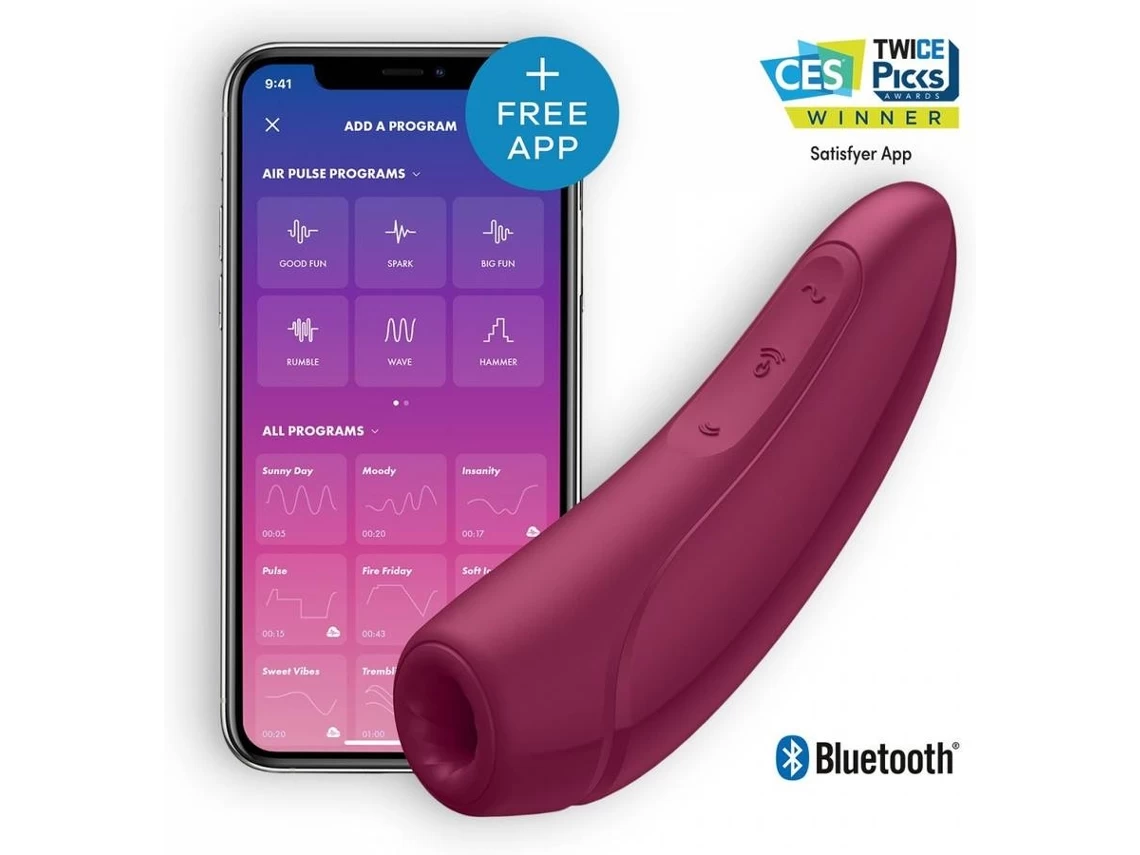 9:41
ADD A PROGRAM
AIR PULSE PROGRAMS
GOOD FUN
SPARK
BIG FUN
RUMBLE
WAVE
HAMMER
ALL PROGRAMS
Sunny Day
Moody
Insanity
00:05
00:20
00:17
Pulse
Fire Friday
Soft
00:15
00:43
Sweet Vibes
Trembl
00:20
01:00
+
FREE
APP
CES
TWICE
PICKS
AWARDS
WINNER
Satisfyer App
Bluetooth®